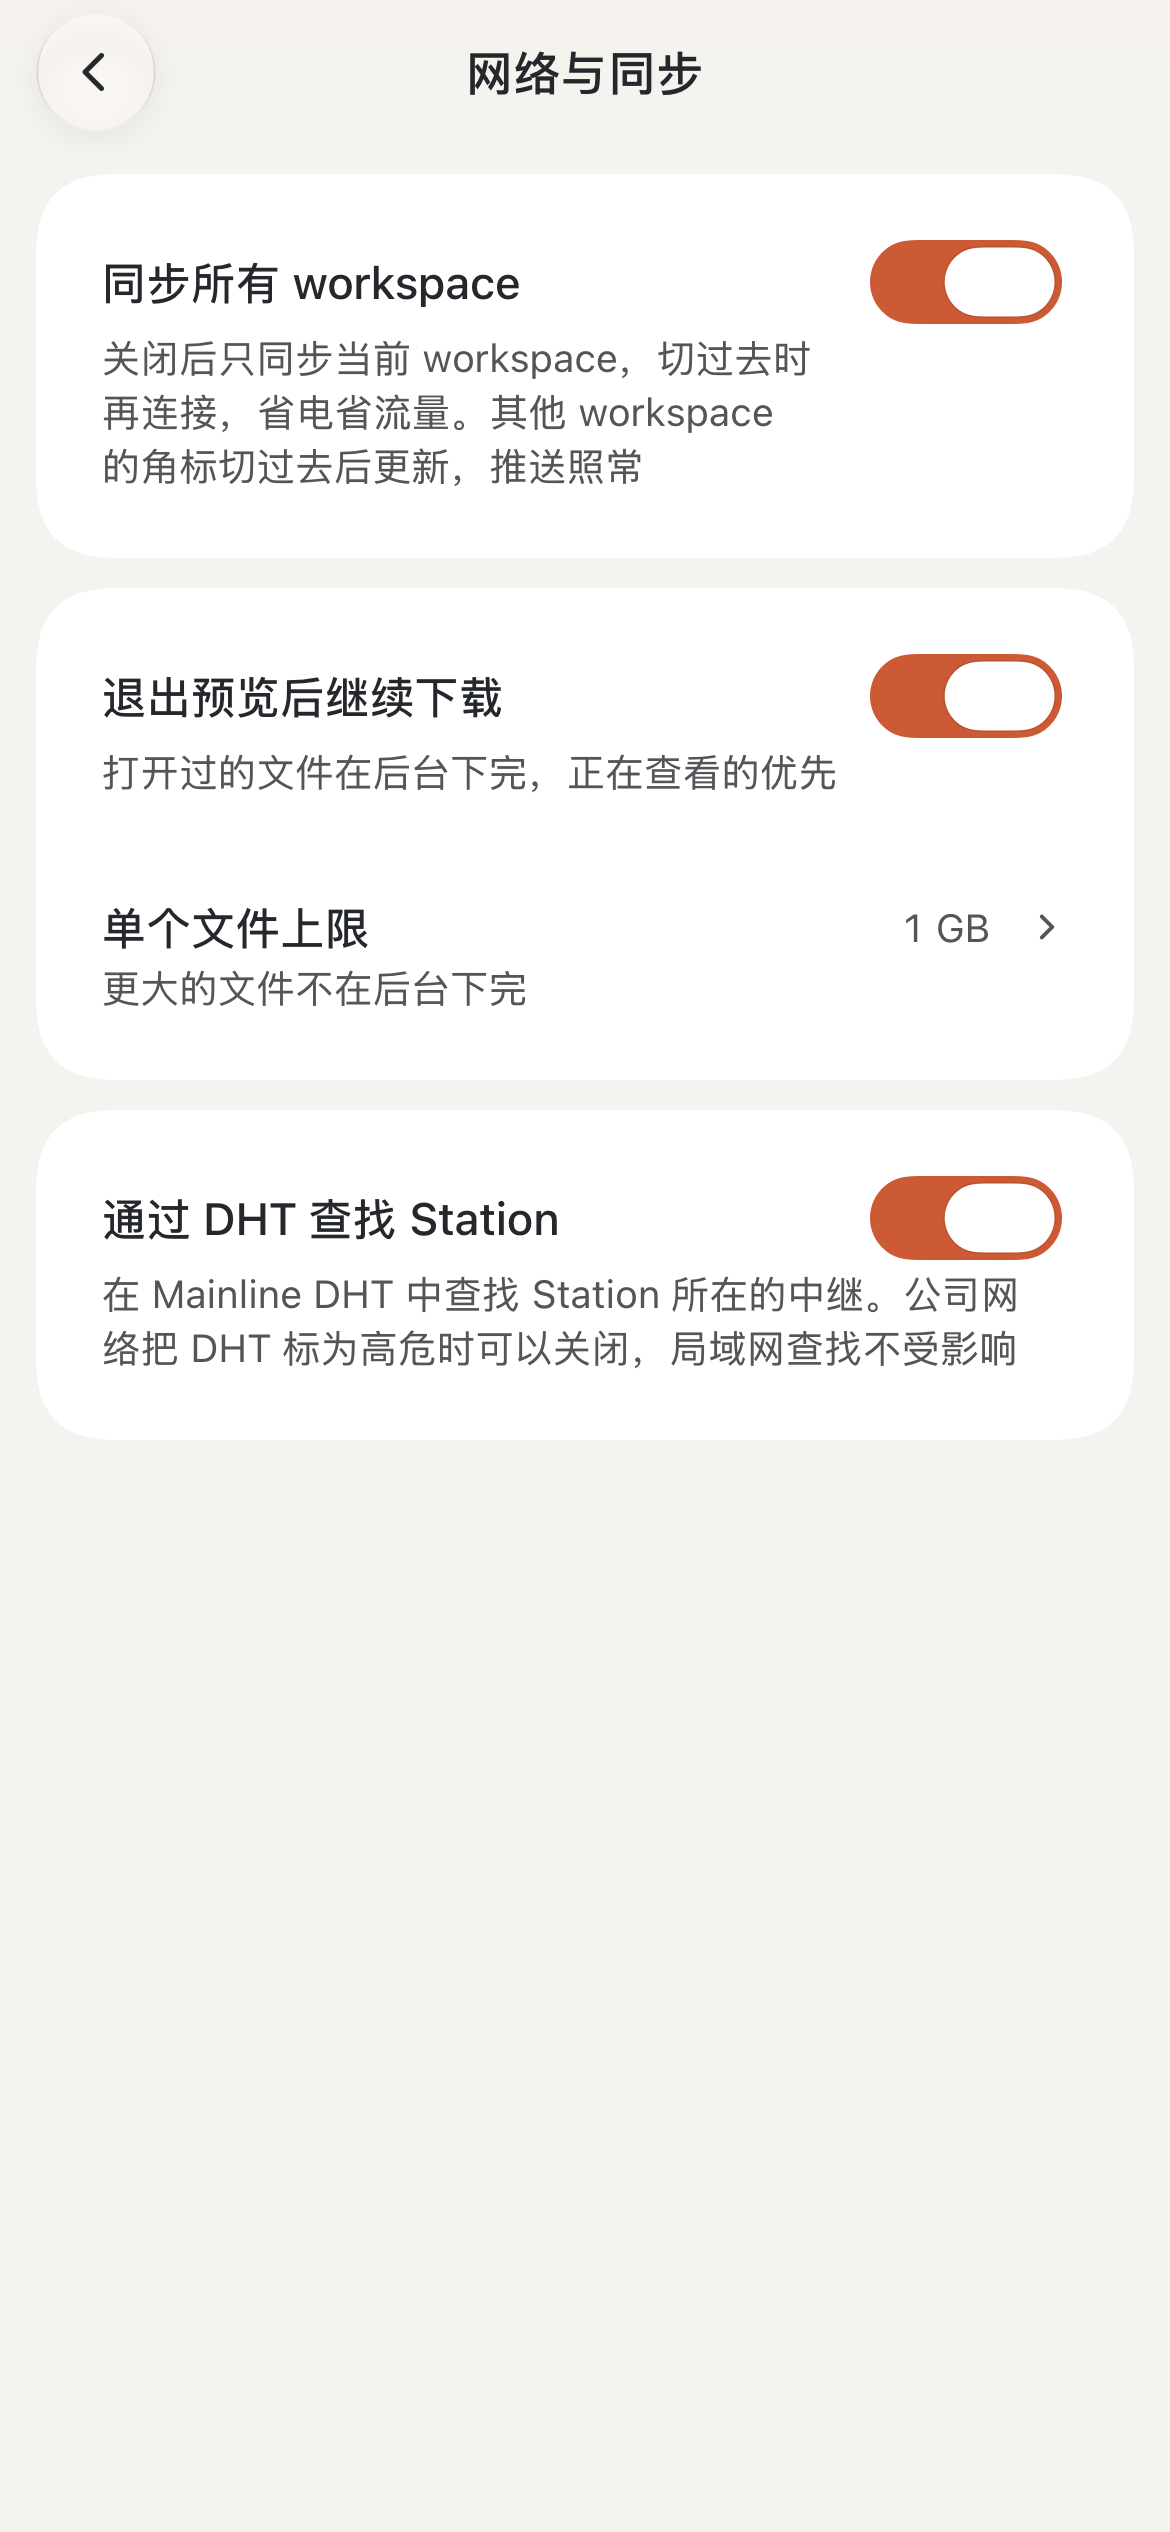 网络与同步
同步所有 workspace
关闭后只同步当前 workspace，切过去时
再连接，省电省流量。其他 workspace
的角标切过去后更新，推送照常
退出预览后继续下载
打开过的文件在后台下完，正在查看的优先
单个文件上限
1 GB
更大的文件不在后台下完
通过 DHT 查找 Station
在 Mainline DHT 中查找 Station 所在的中继。公司网
络把 DHT 标为高危时可以关闭，局域网查找不受影响